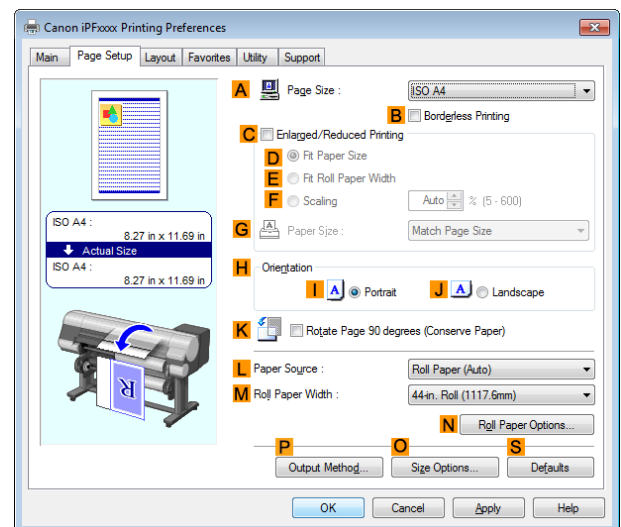 Canon iPFxxxx Printing Preferences
Main Page Setup Layout Favorites Utility Support
A Page Size : ISO A4
B Borderless Printing
C Enlarged/Reduced Printing
D Fit Paper Size
E Fit Roll Paper Width
F Scaling Auto % (5 - 600)
G Paper Size : Match Page Size
ISO A4 :
8.27 in x 11.69 in
Actual Size
ISO A4 :
8.27 in x 11.69 in
H Orientation
I A Portrait J A Landscape
K Rotate Page 90 degrees (Conserve Paper)
R
L Paper Source : Roll Paper (Auto)
M Roll Paper Width : 44-in. Roll (1117.6mm)
N Roll Paper Options...
P O S
Output Method... Size Options... Defaults
OK Cancel Apply Help